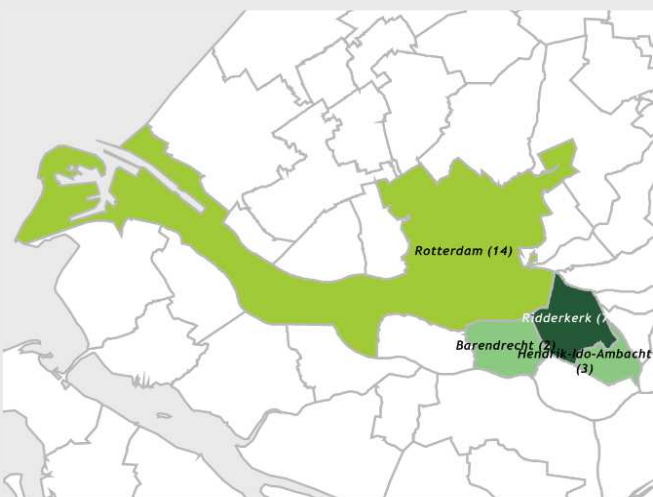 Rotterdam (14)
Ridderkerk (7
Barendrecht (2)
Hendrik-Ido-Ambacht
(3)